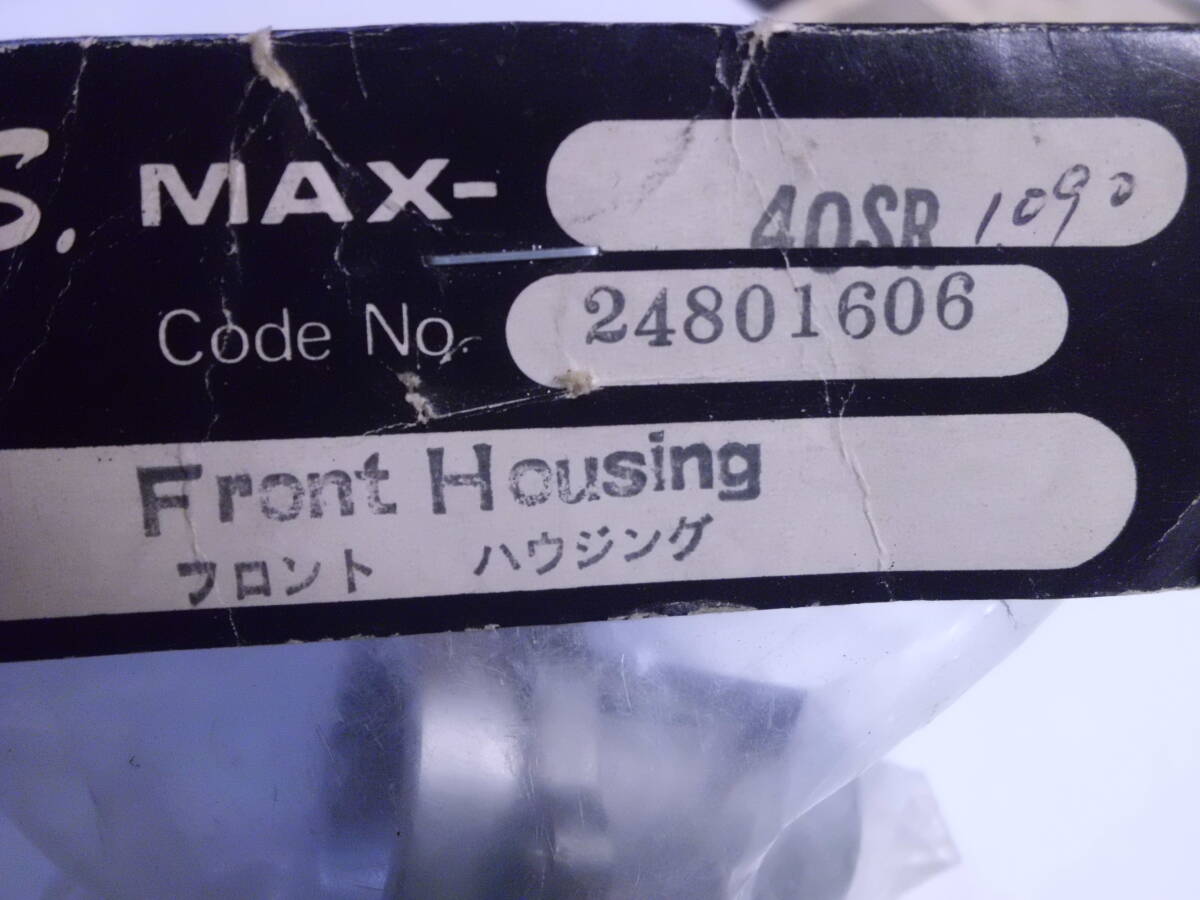 S. MAX- 40SR 1090
Code No. 24801606
Front Housing
フロント ハウジング